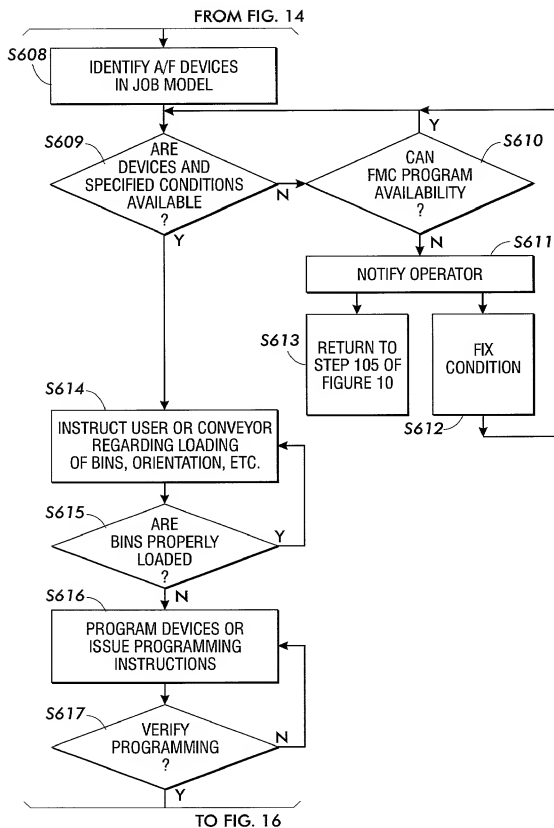 FROM FIG. 14
S608
IDENTIFY A/F DEVICES
IN JOB MODEL
S609
ARE
DEVICES AND
SPECIFIED CONDITIONS
AVAILABLE
?
N
Y
S610
CAN
FMC PROGRAM
AVAILABILITY
?
Y
N
S611
NOTIFY OPERATOR
S613
RETURN TO
STEP 105 OF
FIGURE 10
FIX
CONDITION
S612
S614
INSTRUCT USER OR CONVEYOR
REGARDING LOADING
OF BINS, ORIENTATION, ETC.
S615
ARE
BINS PROPERLY
LOADED
?
Y
N
S616
PROGRAM DEVICES OR
ISSUE PROGRAMMING
INSTRUCTIONS
S617
VERIFY
PROGRAMMING
?
N
Y
TO FIG. 16